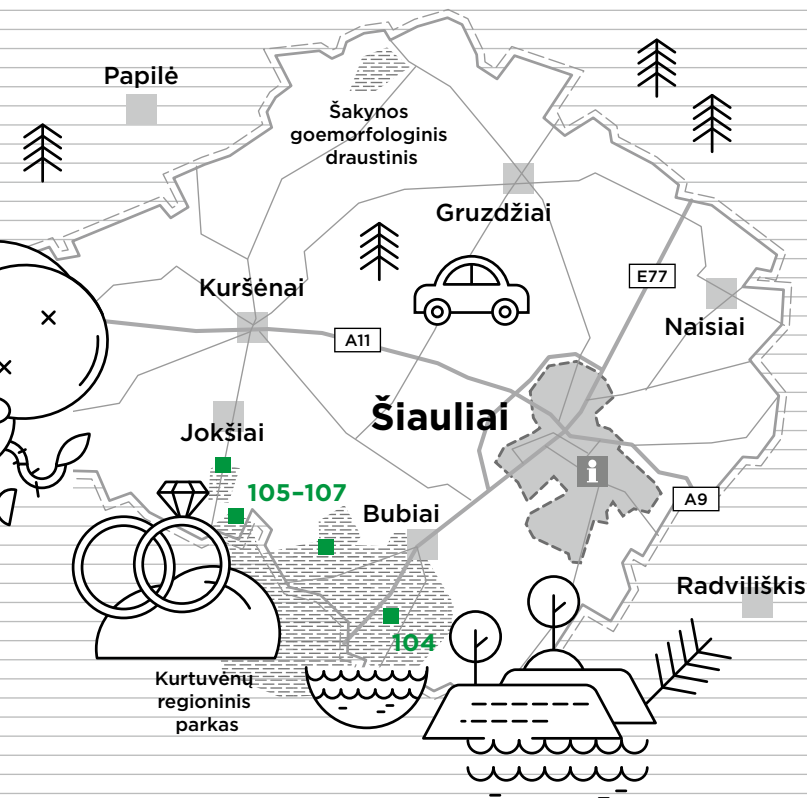 Papilė
Šakynos
goemorfologinis
draustinis
Gruzdžiai
E77
Kuršėnai
Naisiai
A11
Šiauliai
Jokšiai
i
105–107
Bubiai
A9
Radviliškis
104
Kurtuvėnų
regioninis
parkas